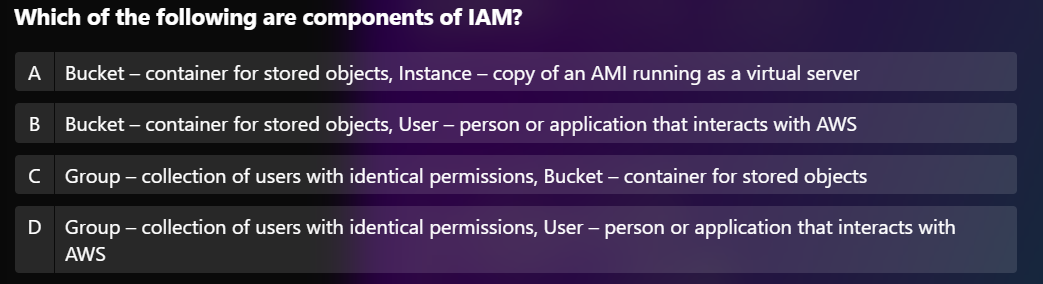 Which of the following are components of IAM?
A Bucket – container for stored objects, Instance – copy of an AMI running as a virtual server
B Bucket – container for stored objects, User – person or application that interacts with AWS
C Group – collection of users with identical permissions, Bucket – container for stored objects
D Group – collection of users with identical permissions, User – person or application that interacts with
AWS